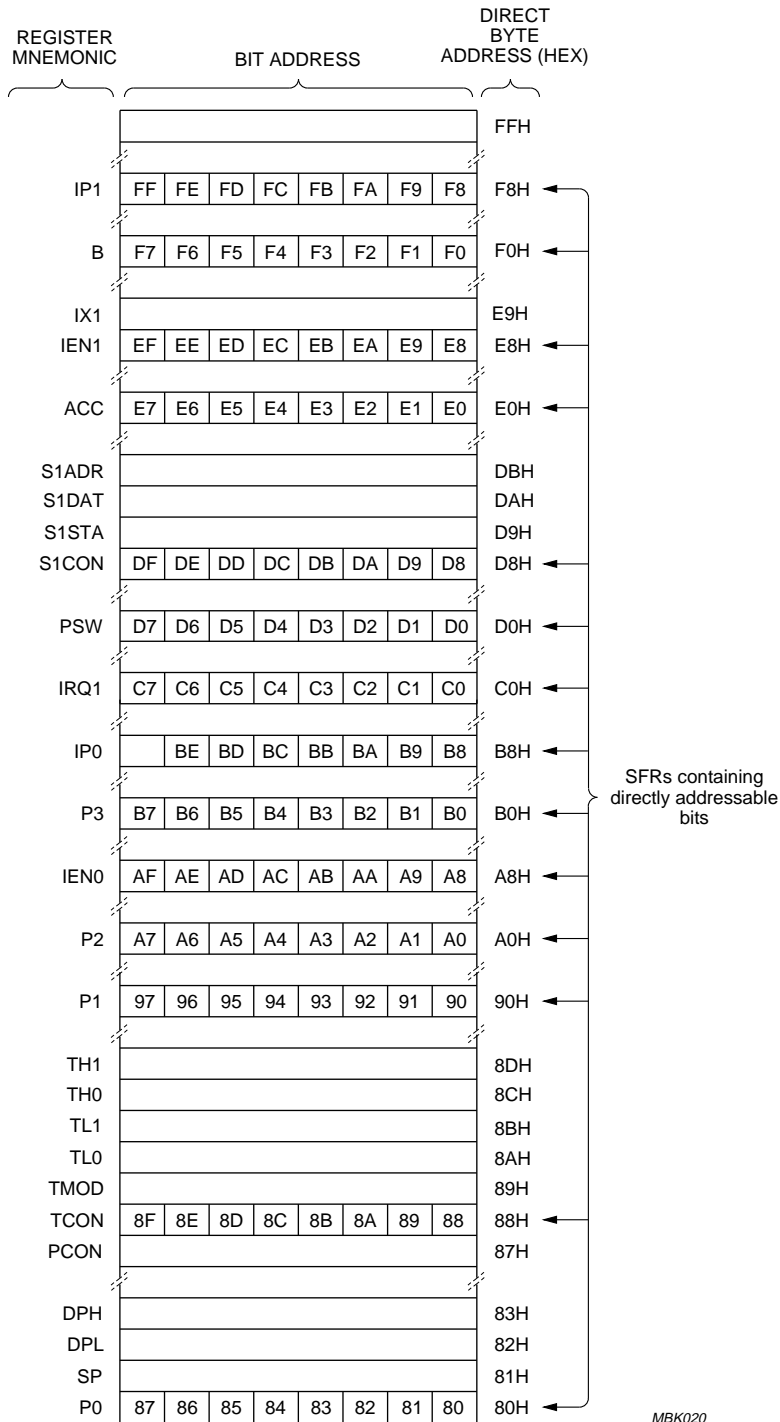 REGISTER MNEMONIC BIT ADDRESS DIRECT BYTE ADDRESS (HEX)
FFH
IP1 FF FE FD FC FB FA F9 F8 F8H
B F7 F6 F5 F4 F3 F2 F1 F0 F0H
IX1 E9H
IEN1 EF EE ED EC EB EA E9 E8 E8H
ACC E7 E6 E5 E4 E3 E2 E1 E0 E0H
S1ADR DBH
S1DAT DAH
S1STA D9H
S1CON DF DE DD DC DB DA D9 D8 D8H
PSW D7 D6 D5 D4 D3 D2 D1 D0 D0H
IRQ1 C7 C6 C5 C4 C3 C2 C1 C0 C0H
IP0 BE BD BC BB BA B9 B8 B8H
SFRs containing
directly addressable
bits
P3 B7 B6 B5 B4 B3 B2 B1 B0 B0H
IEN0 AF AE AD AC AB AA A9 A8 A8H
P2 A7 A6 A5 A4 A3 A2 A1 A0 A0H
P1 97 96 95 94 93 92 91 90 90H
TH1 8DH
TH0 8CH
TL1 8BH
TL0 8AH
TMOD 89H
TCON 8F 8E 8D 8C 8B 8A 89 88 88H
PCON 87H
DPH 83H
DPL 82H
SP 81H
P0 87 86 85 84 83 82 81 80 80H
MBK020